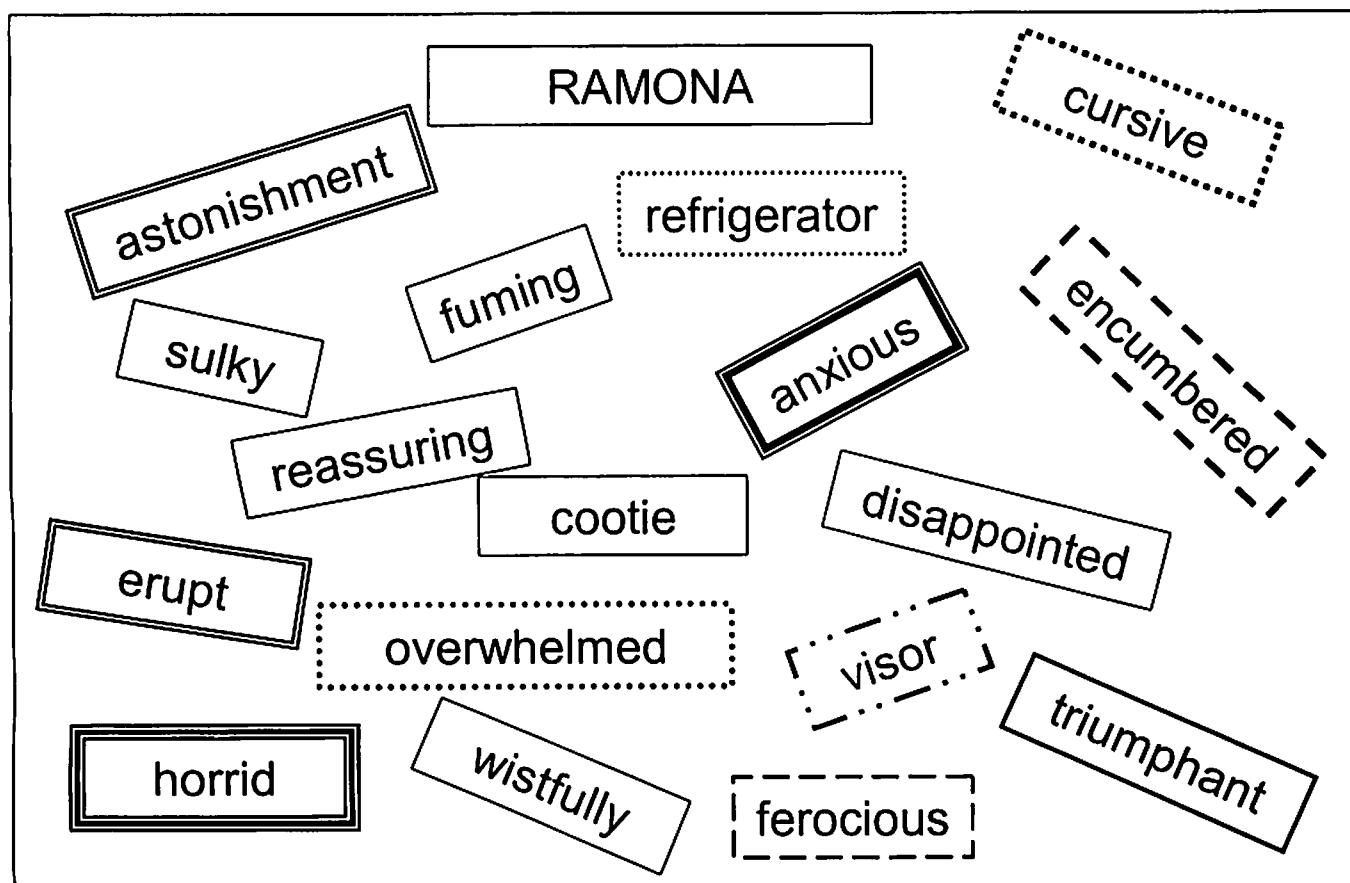 RAMONA
cursive
astonishment
refrigerator
fuming
encumbered
sulky
anxious
reassuring
cootie
disappointed
erupt
overwhelmed
visor
triumphant
horrid
wistfully
ferocious